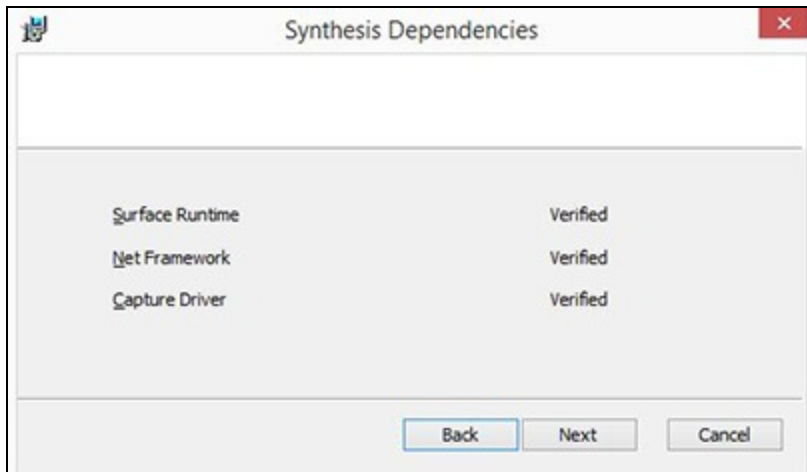 Synthesis Dependencies
Surface Runtime Verified
Net Framework Verified
Capture Driver Verified
Back Next Cancel